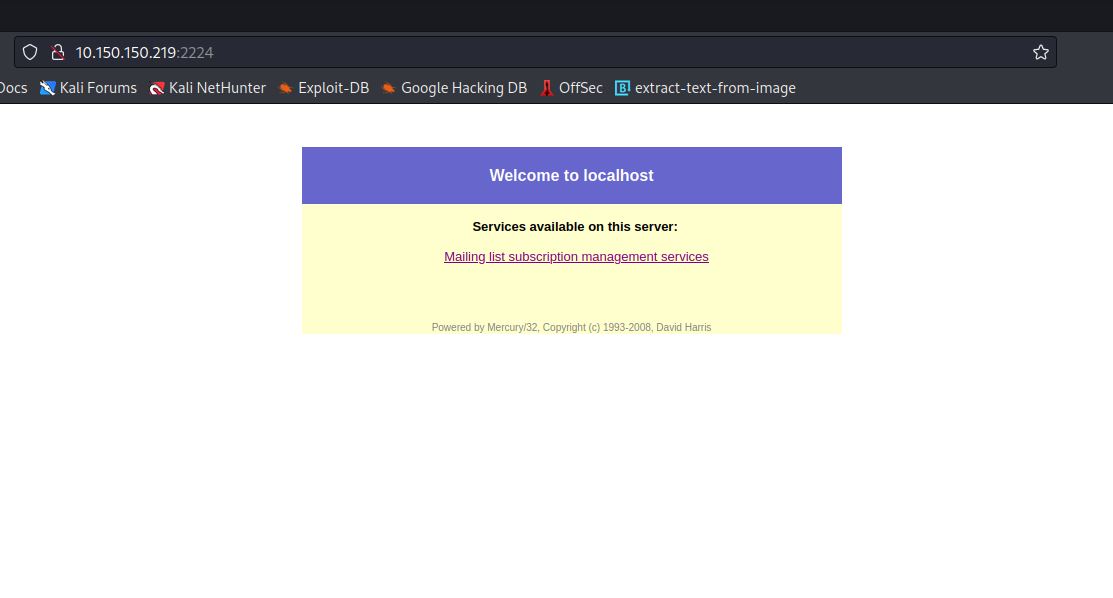 10.150.150.219:2224
Docs Kali Forums Kali NetHunter Exploit-DB Google Hacking DB OffSec extract-text-from-image
Welcome to localhost
Services available on this server:
Mailing list subscription management services
Powered by Mercury/32, Copyright (c) 1993-2008, David Harris